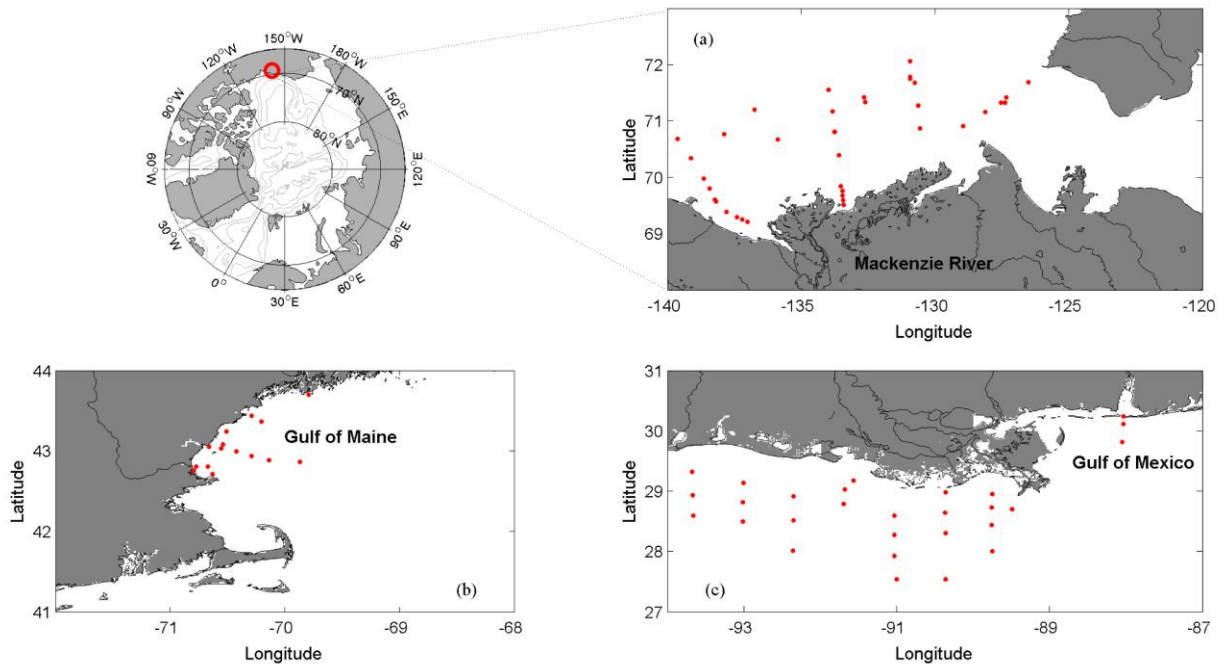 150°W
120°W
180°W
90°W
70°N
150°E
80°N
60°W
120°E
30°W
90°E
0°
60°E
30°E
(a)
72
71
70
69
Latitude
Mackenzie River
-140
-135
-130
-125
-120
Longitude
44
43
42
41
Latitude
Gulf of Maine
(b)
-71
-70
-69
-68
Longitude
31
30
29
28
27
Latitude
Gulf of Mexico
(c)
-93
-91
-89
-87
Longitude